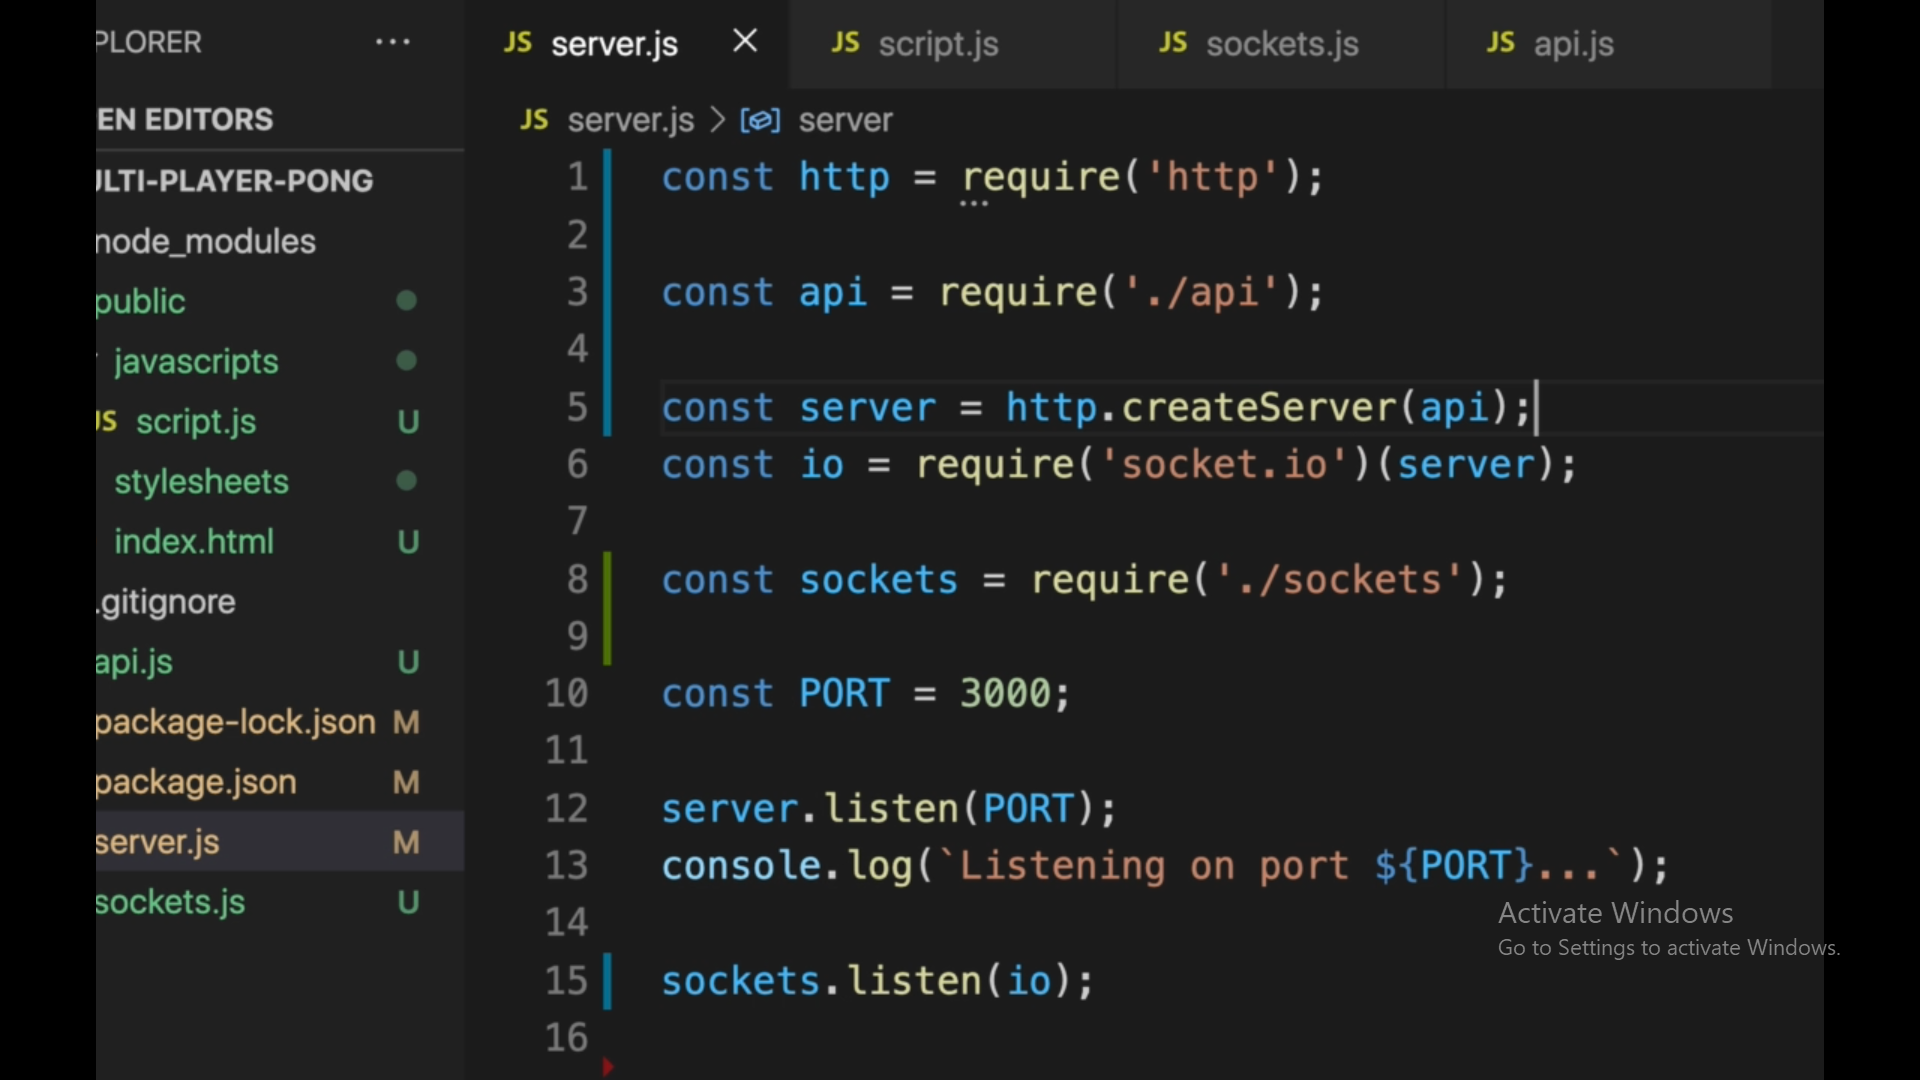 PLORER ...
EN EDITORS
ULTI-PLAYER-PONG
node_modules
public
javascripts
JS script.js U
stylesheets
index.html U
.gitignore
api.js U
package-lock.json M
package.json M
server.js M
sockets.js U
JS server.js JS script.js JS sockets.js JS api.js
JS server.js > server
1 const http = require('http');
2
3 const api = require('./api');
4
5 const server = http.createServer(api);
6 const io = require('socket.io')(server);
7
8 const sockets = require('./sockets');
9
10 const PORT = 3000;
11
12 server.listen(PORT);
13 console.log(`Listening on port ${PORT}...`);
14
15 sockets.listen(io);
16
Activate Windows
Go to Settings to activate Windows.